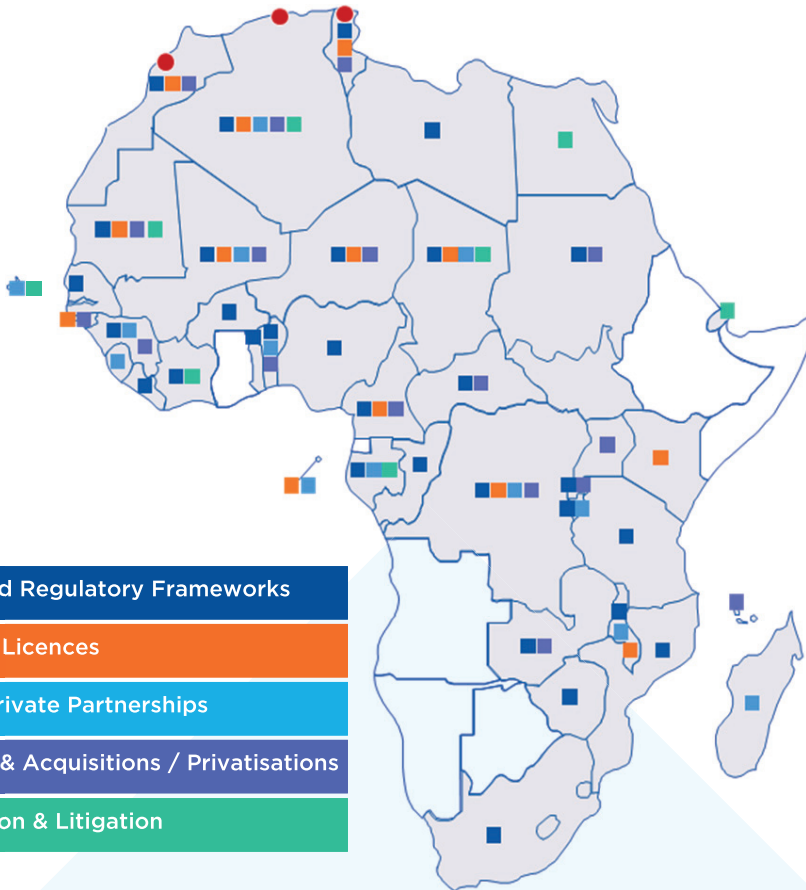 d Regulatory Frameworks
Licences
rivate Partnerships
& Acquisitions / Privatisations
on & Litigation